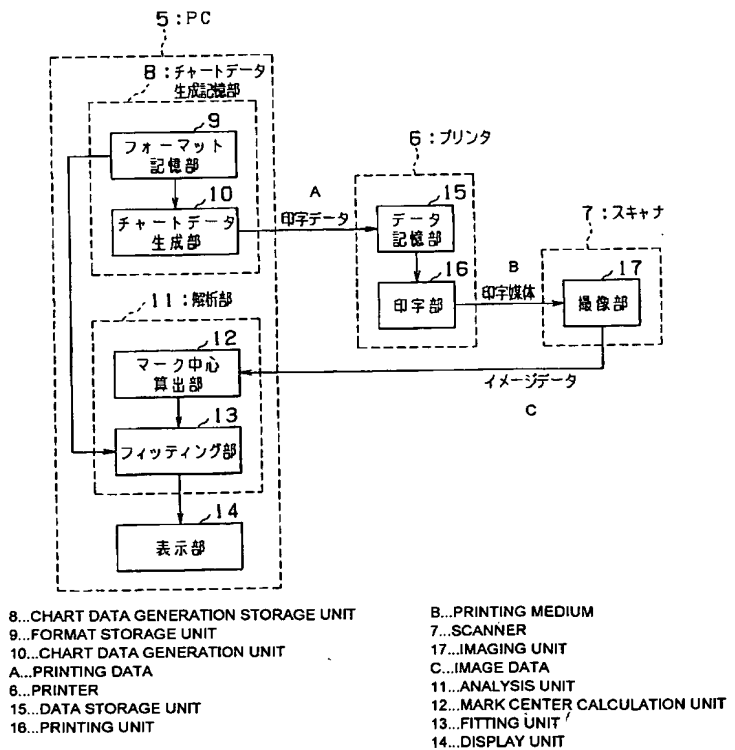 5:PC
8:チャートデータ
生成記憶部
9
フォーマット
記憶部
10
チャートデータ
生成部
A
印字データ
6:プリンタ
15
データ
記憶部
16
印字部
B
印字媒体
7:スキャナ
17
撮像部
イメージデータ
C
11:解析部
12
マーク中心
算出部
13
フィッティング部
14
表示部
8...CHART DATA GENERATION STORAGE UNIT
9...FORMAT STORAGE UNIT
10...CHART DATA GENERATION UNIT
A...PRINTING DATA
6...PRINTER
15...DATA STORAGE UNIT
16...PRINTING UNIT
B...PRINTING MEDIUM
7...SCANNER
17...IMAGING UNIT
C...IMAGE DATA
11...ANALYSIS UNIT
12...MARK CENTER CALCULATION UNIT
13...FITTING UNIT
14...DISPLAY UNIT